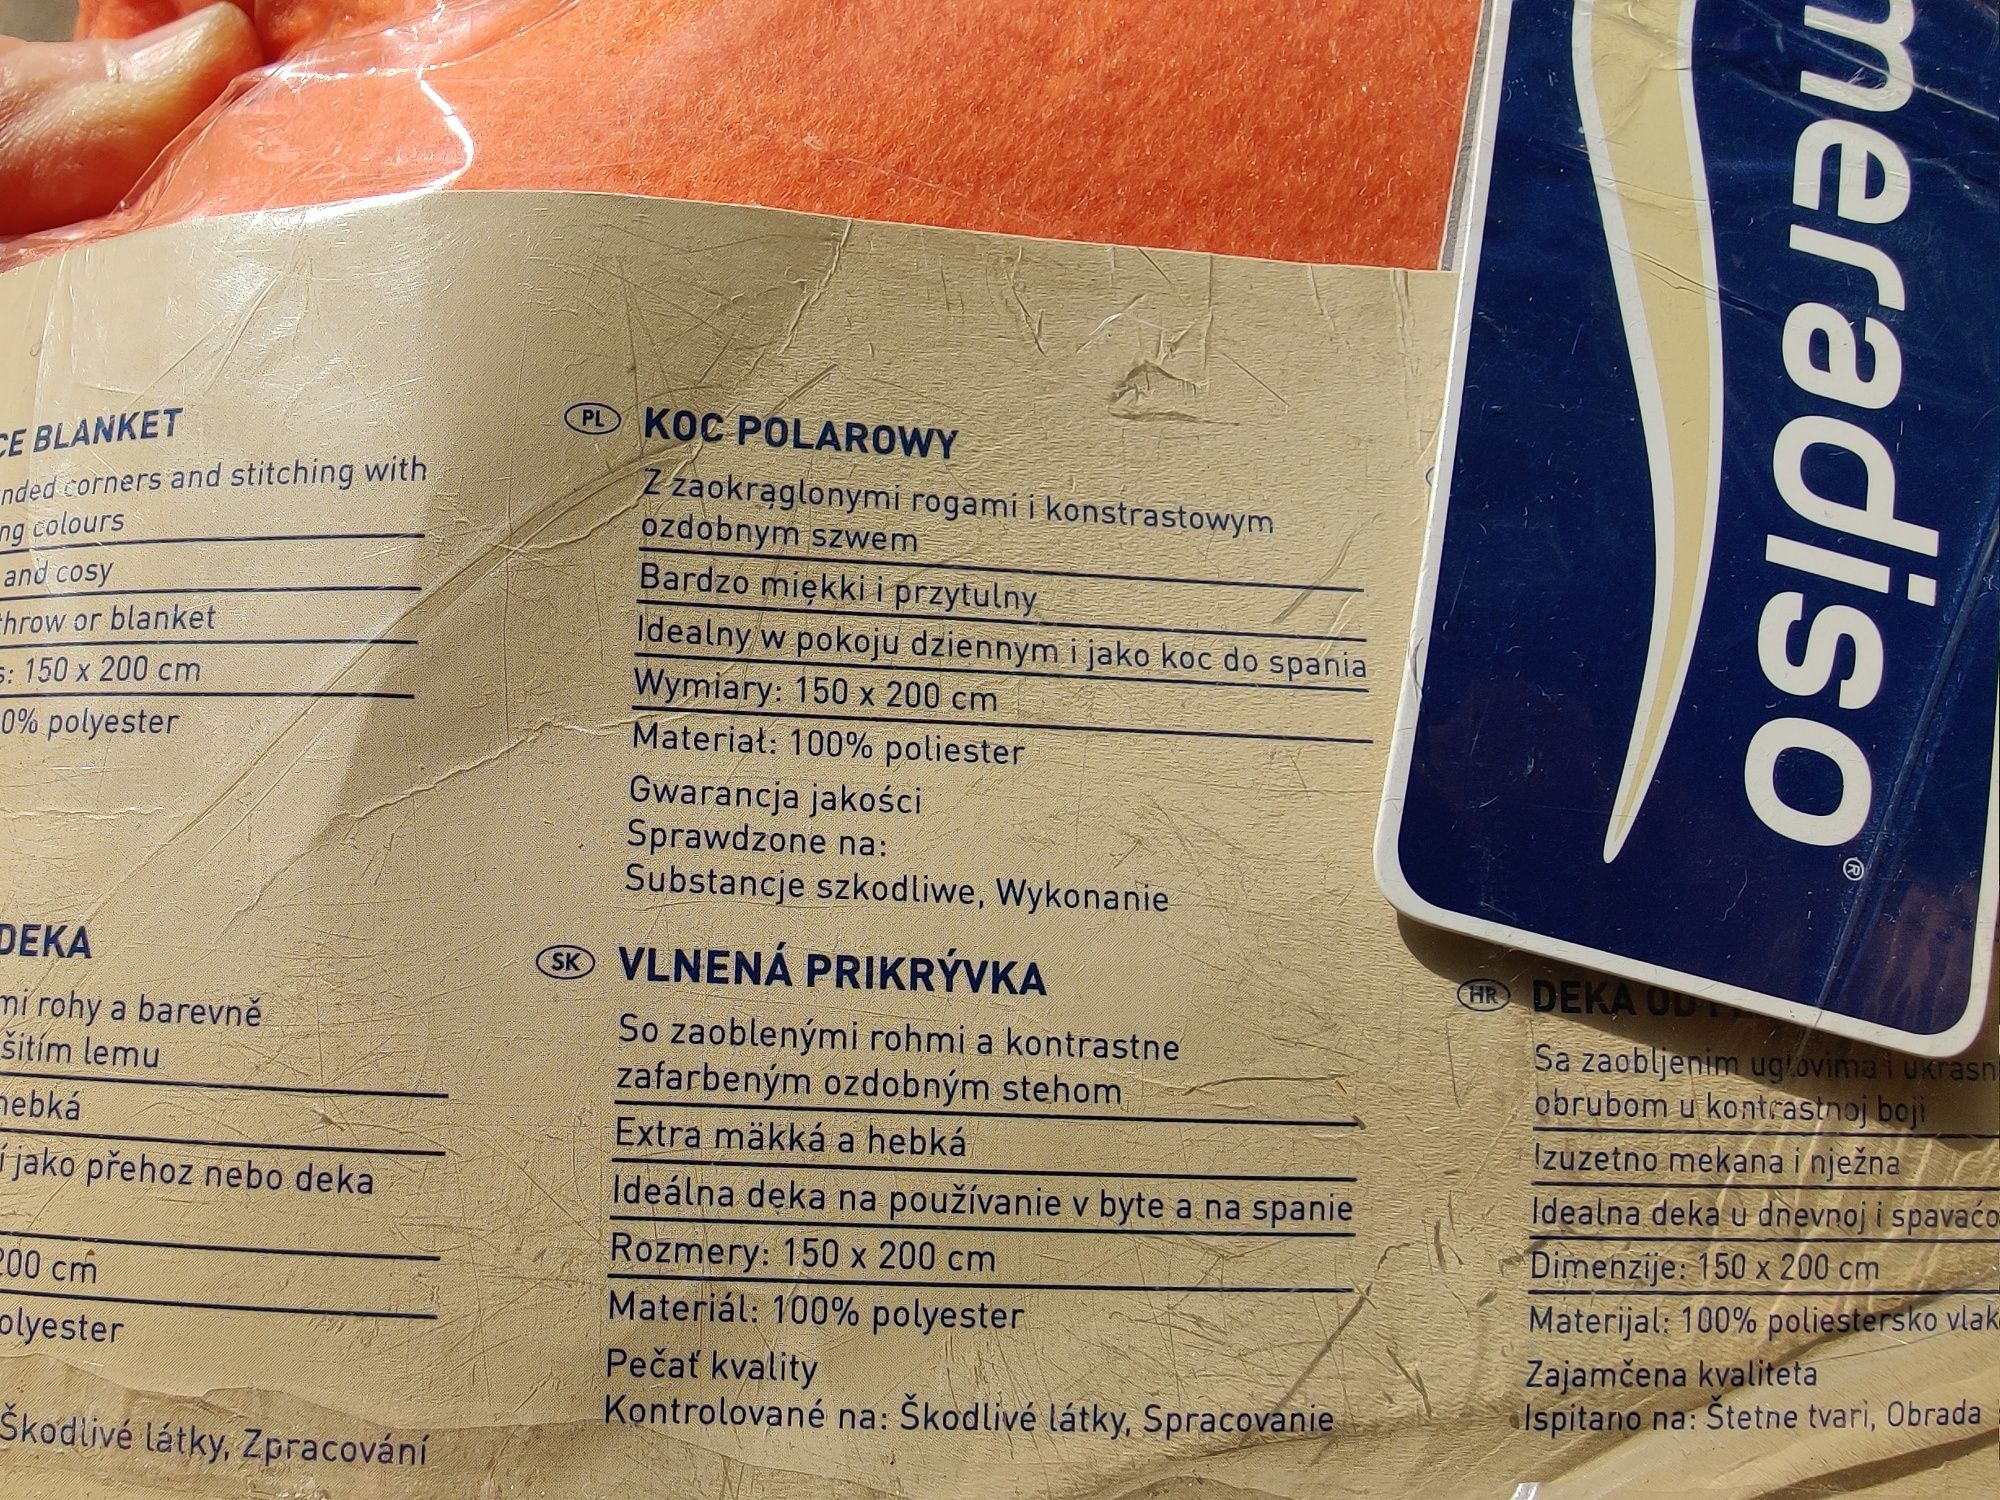 meradiso®
CE BLANKET
nded corners and stitching with
ng colours
and cosy
throw or blanket
s: 150 x 200 cm
0% polyester
PL KOC POLAROWY
Z zaokrąglonymi rogami i konstrastowym
ozdobnym szwem
Bardzo miękki i przytulny
Idealny w pokoju dziennym i jako koc do spania
Wymiary: 150 x 200 cm
Materiał: 100% poliester
Gwarancja jakości
Sprawdzone na:
Substancje szkodliwe, Wykonanie
DEKA
mi rohy a barevně
šitím lemu
hebká
í jako přehoz nebo deka
200 cm
olyester
Škodlivé látky, Zpracování
SK VLNENÁ PRIKRÝVKA
So zaoblenými rohmi a kontrastne
zafarbeným ozdobným stehom
Extra mäkká a hebká
Ideálna deka na používanie v byte a na spanie
Rozmery: 150 x 200 cm
Materiál: 100% polyester
Pečať kvality
Kontrolované na: Škodlivé látky, Spracovanie
HR DEKA OD
Sa zaobljenim uglovima i ukrasn
obrubom u kontrastnoj boji
Izuzetno mekana i nježna
Idealna deka u dnevnoj i spavaćo
Dimenzije: 150 x 200 cm
Materijal: 100% poliestersko vlak
Zajamčena kvaliteta
Ispitano na: Štetne tvari, Obrada